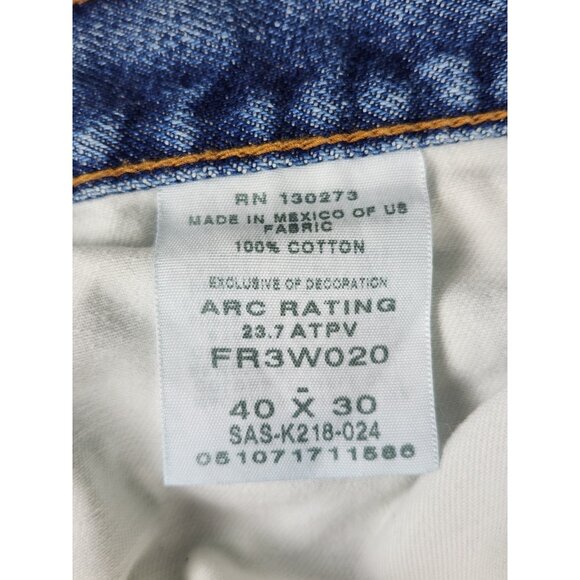 RN 130273
MADE IN MEXICO OF US
FABRIC
100% COTTON
EXCLUSIVE OF DECORATION
ARC RATING
23.7 ATPV
FR3W020
-
40 X 30
SAS-K218-024
051071711586